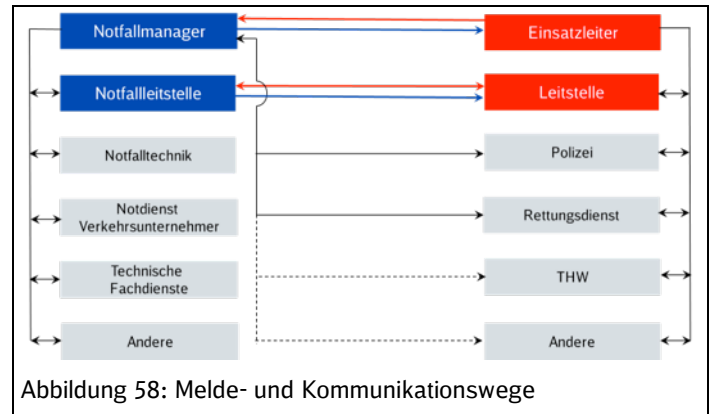 Notfallmanager
Einsatzleiter
Notfallleitstelle
Leitstelle
Notfalltechnik
Polizei
Notdienst
Verkehrsunternehmer
Rettungsdienst
Technische
Fachdienste
THW
Andere
Andere
Abbildung 58: Melde- und Kommunikationswege